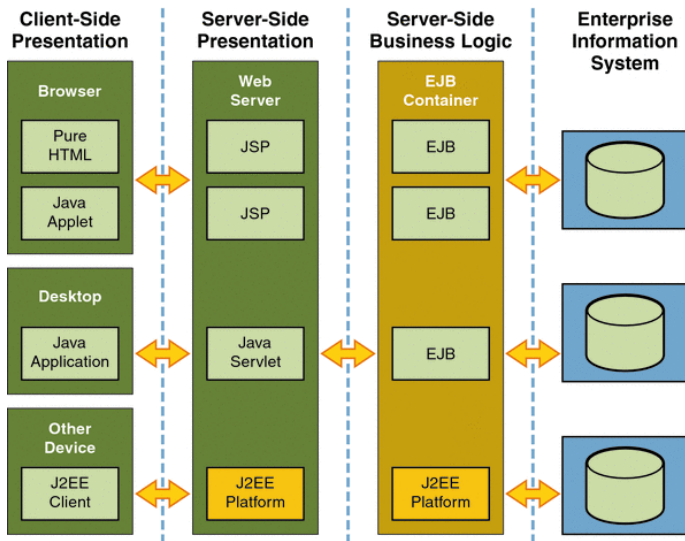 Client-Side
Presentation
Server-Side
Presentation
Server-Side
Business Logic
Enterprise
Information
System
Browser
Pure
HTML
Java
Applet
Desktop
Java
Application
Other
Device
J2EE
Client
Web
Server
JSP
JSP
Java
Servlet
J2EE
Platform
EJB
Container
EJB
EJB
EJB
J2EE
Platform